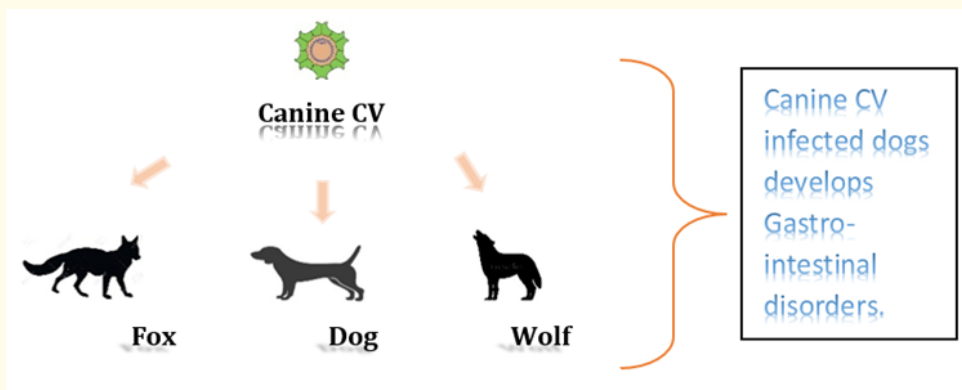 Canine CV
Fox
Dog
Wolf
Canine CV
infected dogs
develops
Gastro-
intestinal
disorders.